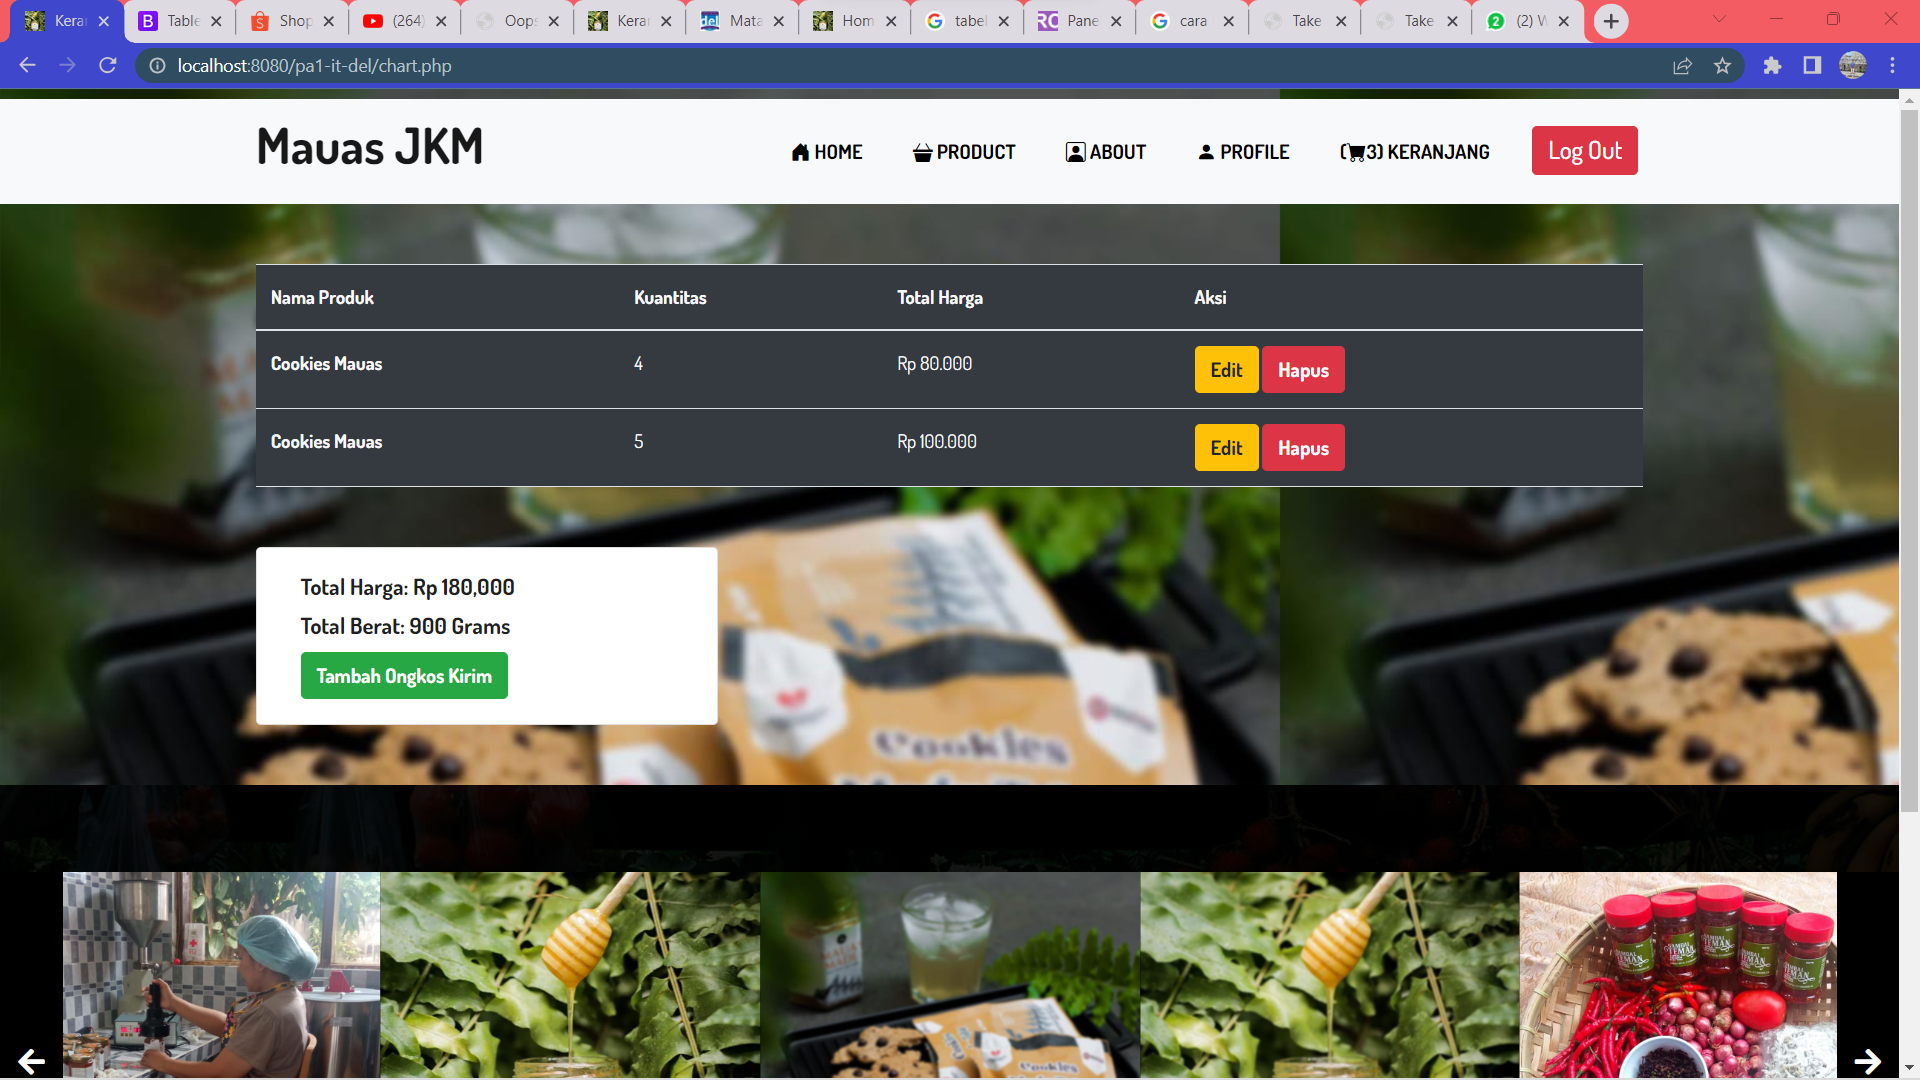 Kerar
Table
Shop
(264)
Oops
Kerar
Mata
Hom
tabel
Pane
cara
Take
Take
(2) W
localhost:8080/pa1-it-del/chart.php
Mauas JKM
HOME
PRODUCT
ABOUT
PROFILE
(3) KERANJANG
Log Out
Nama Produk Kuantitas Total Harga Aksi
Cookies Mauas 4 Rp 80.000 Edit Hapus
Cookies Mauas 5 Rp 100.000 Edit Hapus
Total Harga: Rp 180,000
Total Berat: 900 Grams
Tambah Ongkos Kirim
Cookies